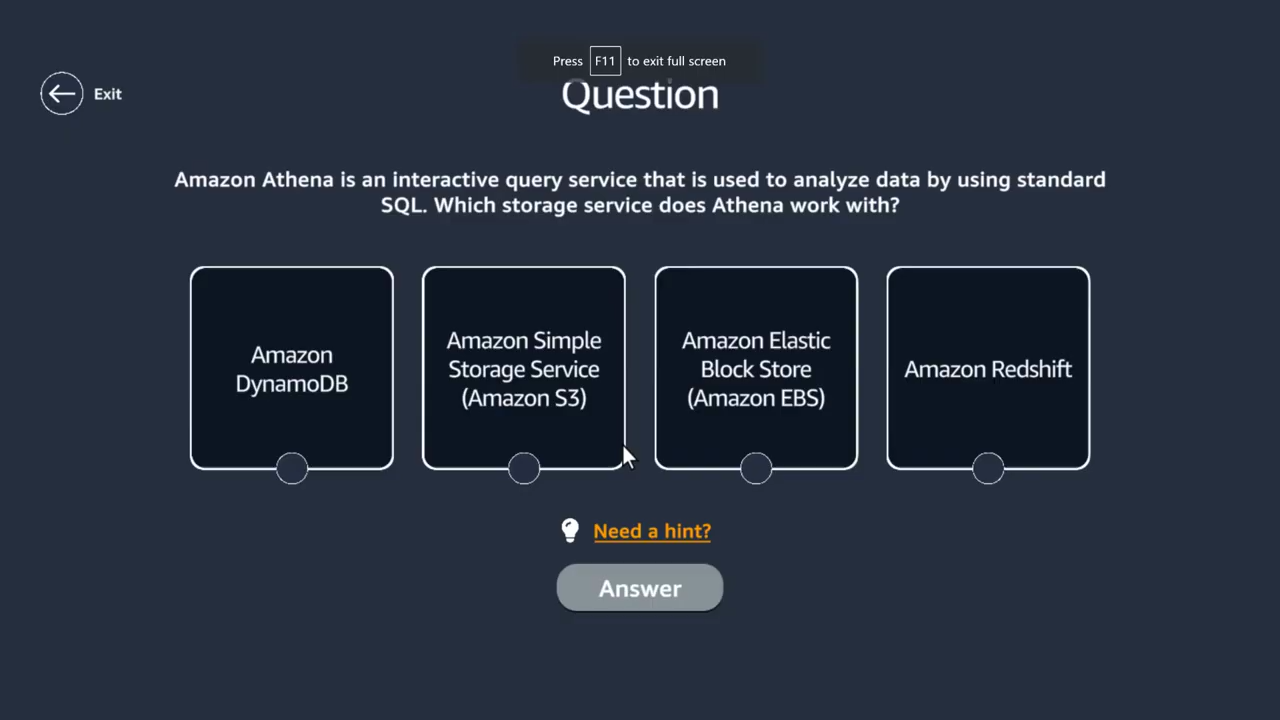 Press F11 to exit full screen
Exit
Question
Amazon Athena is an interactive query service that is used to analyze data by using standard
SQL. Which storage service does Athena work with?
Amazon
DynamoDB
Amazon Simple
Storage Service
(Amazon S3)
Amazon Elastic
Block Store
(Amazon EBS)
Amazon Redshift
Need a hint?
Answer